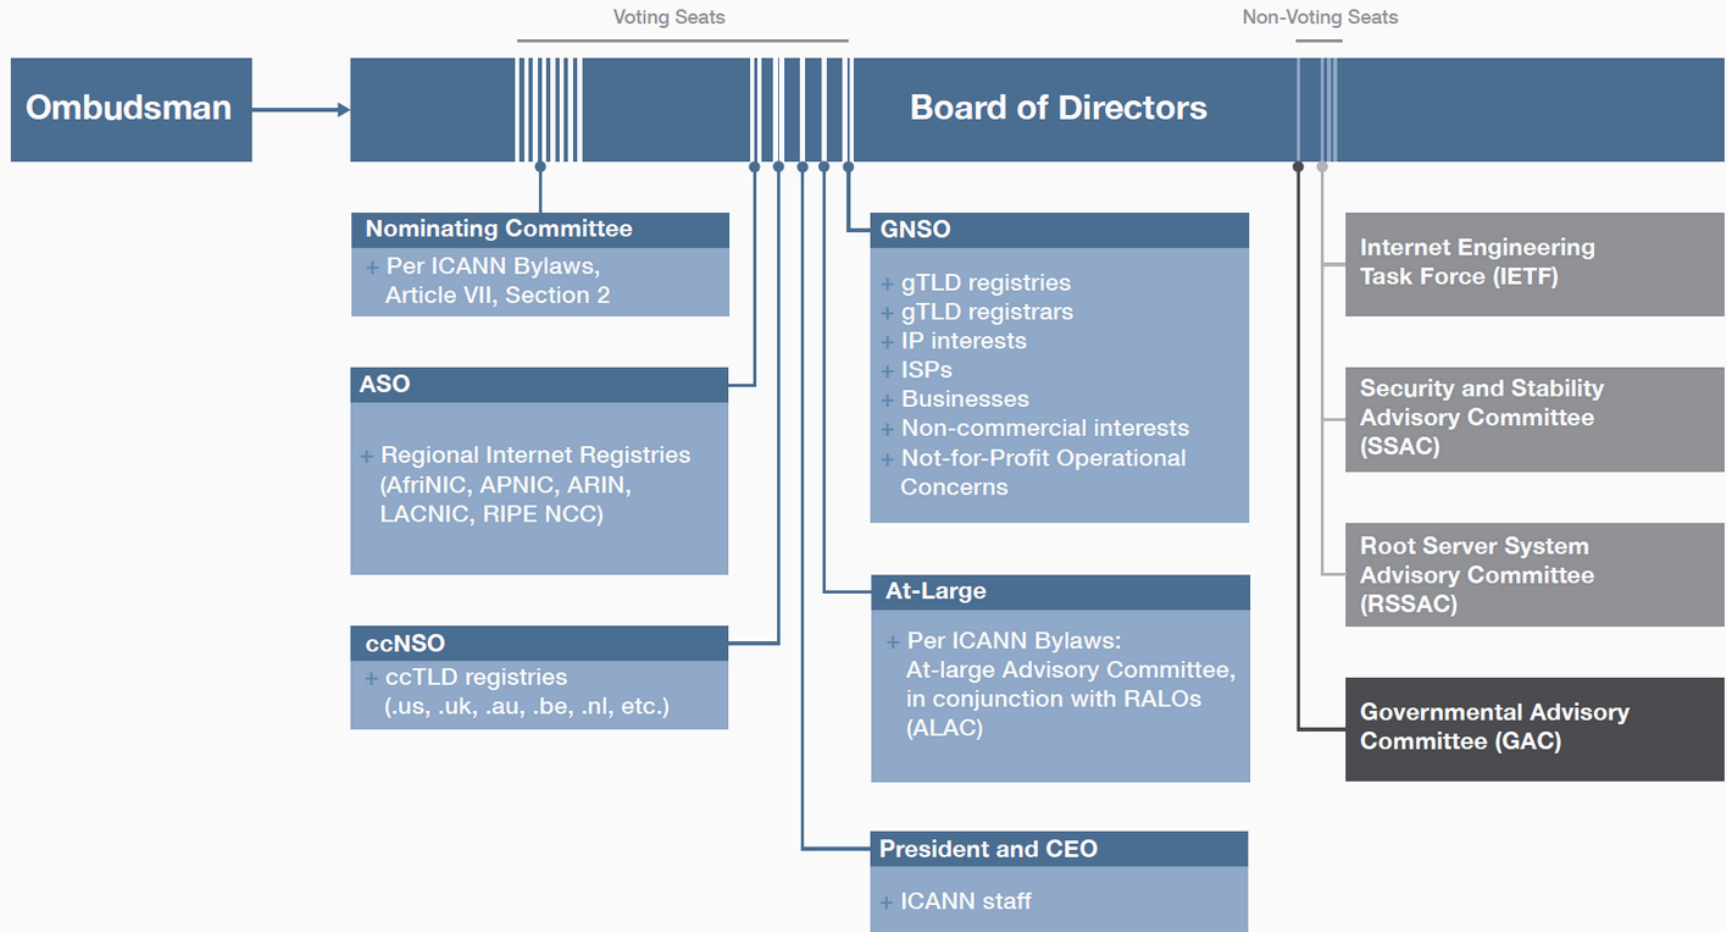 Voting Seats
Non-Voting Seats
Ombudsman
Board of Directors
Nominating Committee
+ Per ICANN Bylaws,
Article VII, Section 2
ASO
+ Regional Internet Registries
(AfriNIC, APNIC, ARIN,
LACNIC, RIPE NCC)
ccNSO
+ ccTLD registries
(.us, .uk, .au, .be, .nl, etc.)
GNSO
+ gTLD registries
+ gTLD registrars
+ IP interests
+ ISPs
+ Businesses
+ Non-commercial interests
+ Not-for-Profit Operational
Concerns
At-Large
+ Per ICANN Bylaws:
At-large Advisory Committee,
in conjunction with RALOs
(ALAC)
President and CEO
+ ICANN staff
Internet Engineering
Task Force (IETF)
Security and Stability
Advisory Committee
(SSAC)
Root Server System
Advisory Committee
(RSSAC)
Governmental Advisory
Committee (GAC)